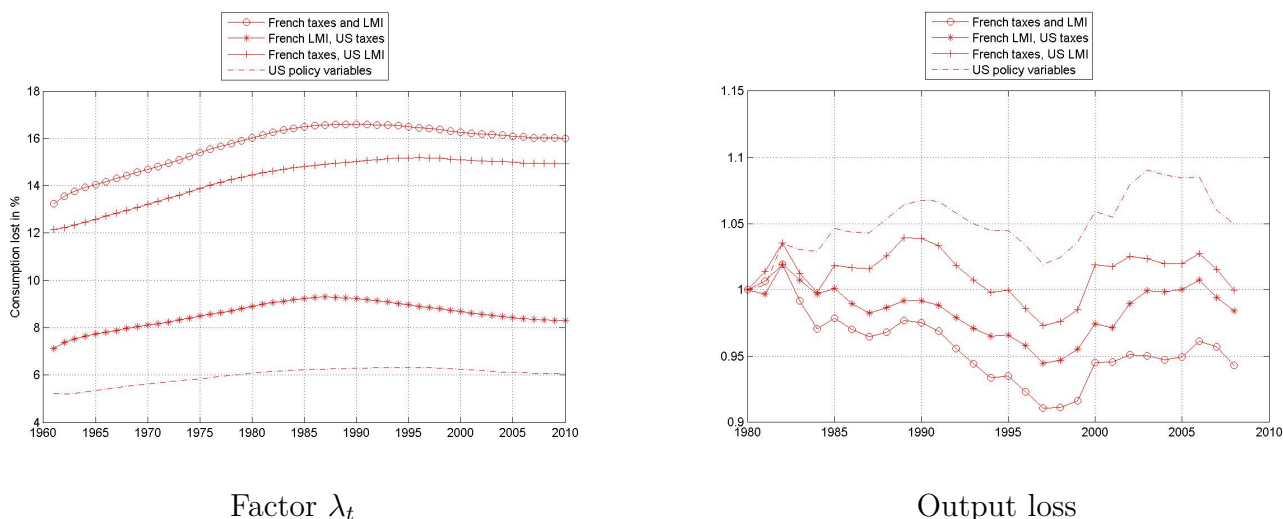 French taxes and LMI
French LMI, US taxes
French taxes, US LMI
US policy variables
18
16
14
12
10
8
6
4
Consumption lost in %
1960
1965
1970
1975
1980
1985
1990
1995
2000
2005
2010
Factor λt
French taxes and LMI
French LMI, US taxes
French taxes, US LMI
US policy variables
1.15
1.1
1.05
1
0.95
0.9
1980
1985
1990
1995
2000
2005
2010
Output loss